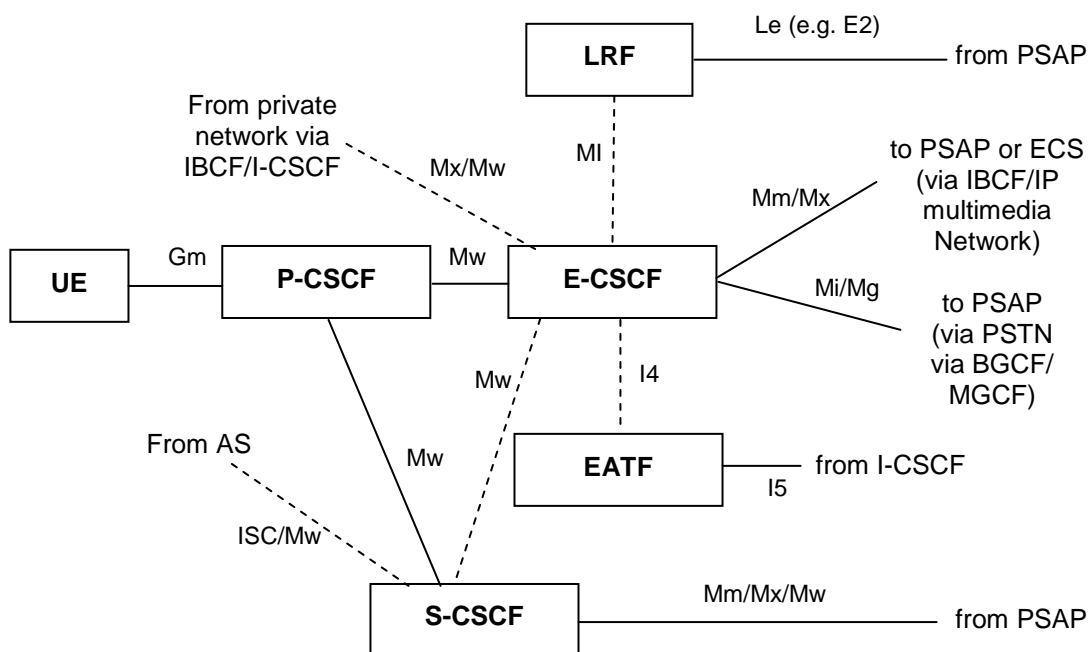 Le (e.g. E2)
LRF
from PSAP
From private
network via
IBCF/I-CSCF
Mx/Mw
Ml
to PSAP or ECS
(via IBCF/IP
multimedia
Network)
Mm/Mx
Gm
Mw
UE
P-CSCF
E-CSCF
Mi/Mg
to PSAP
(via PSTN
via BGCF/
MGCF)
Mw
I4
From AS
Mw
EATF
from I-CSCF
I5
ISC/Mw
S-CSCF
Mm/Mx/Mw
from PSAP